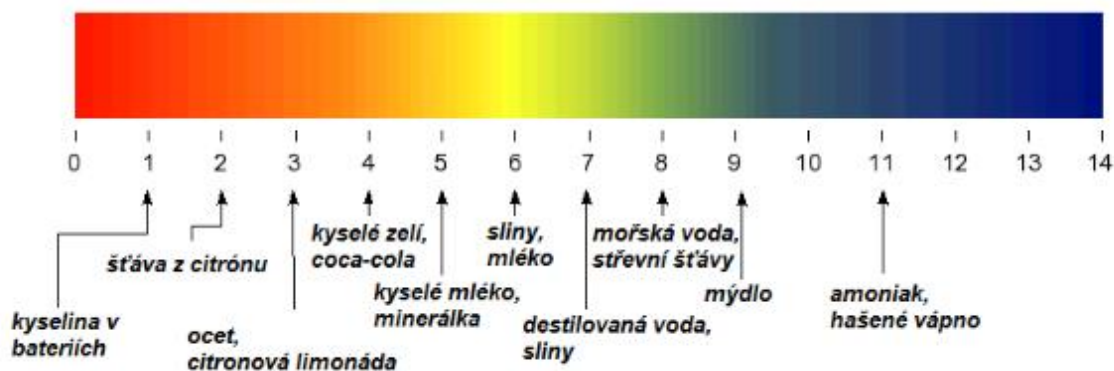 0 1 2 3 4 5 6 7 8 9 10 11 12 13 14
kyselina v
bateriích
šťáva z citrónu
ocet,
citronová limonáda
kyselé zelí,
coca-cola
kyselé mléko,
minerálka
sliny,
mléko
destilovaná voda,
sliny
mořská voda,
střevní šťávy
mýdlo
amoniak,
hašené vápno